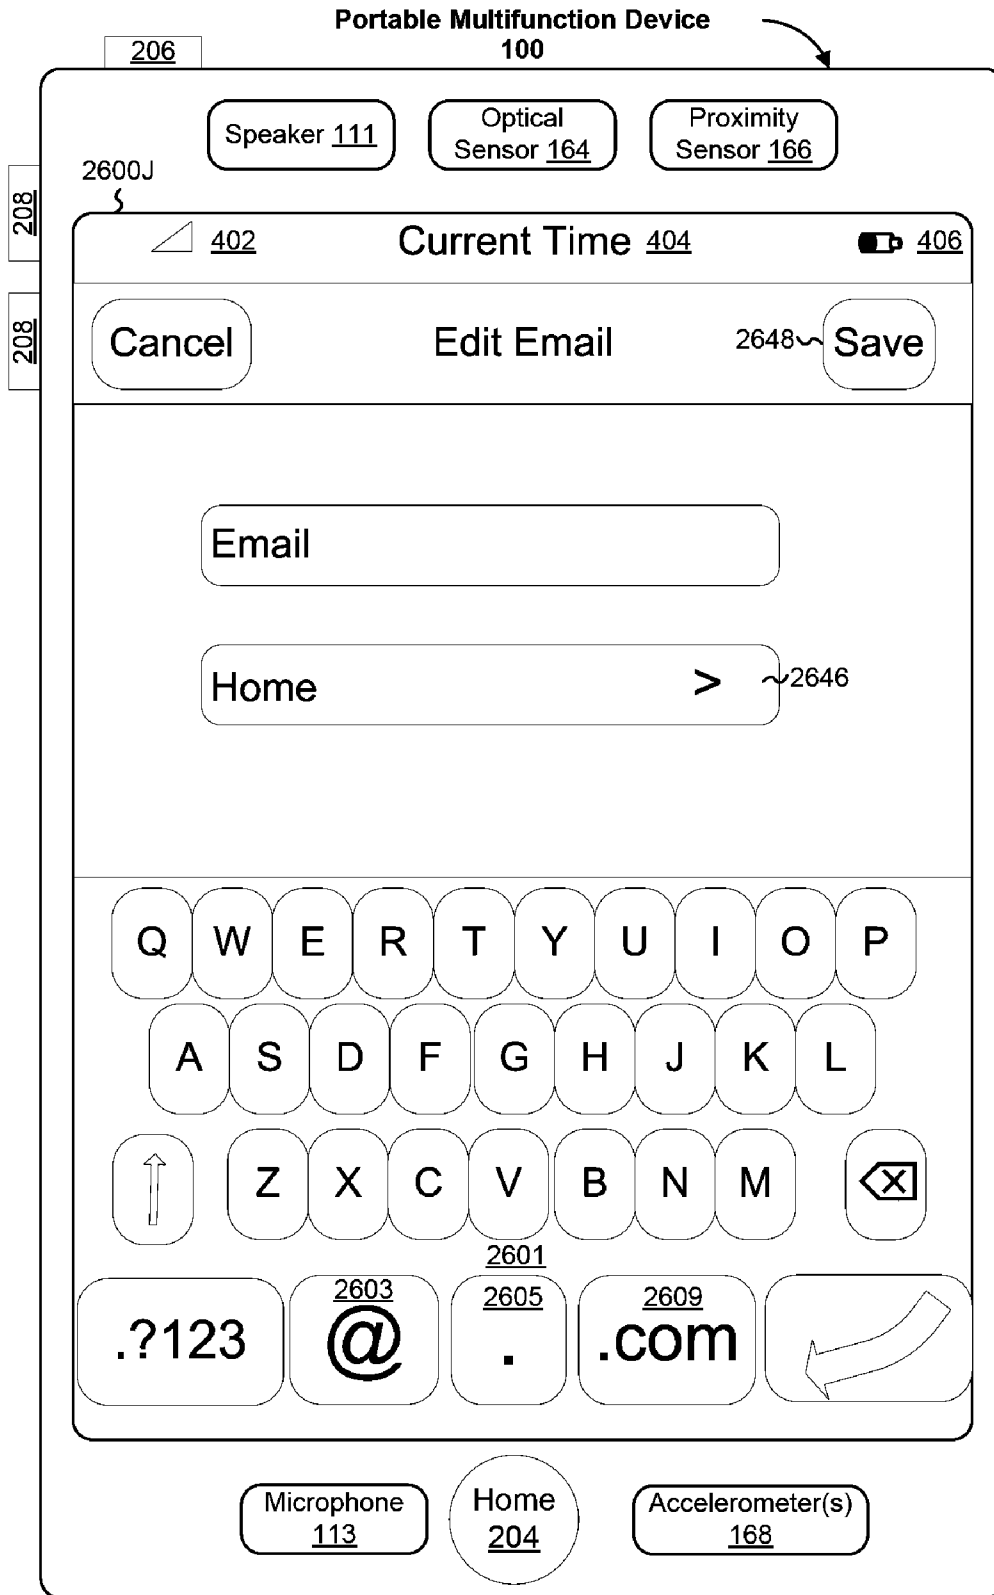 Portable Multifunction Device
100
206
Speaker 111
Optical
Sensor 164
Proximity
Sensor 166
2600J
208
208
402
Current Time 404
406
Cancel
Edit Email
2648
Save
Email
Home
>
2646
Q W E R T Y U I O P
A S D F G H J K L
Z X C V B N M
2601
.?123
2603
@
2605
.
2609
.com
Microphone
113
Home
204
Accelerometer(s)
168